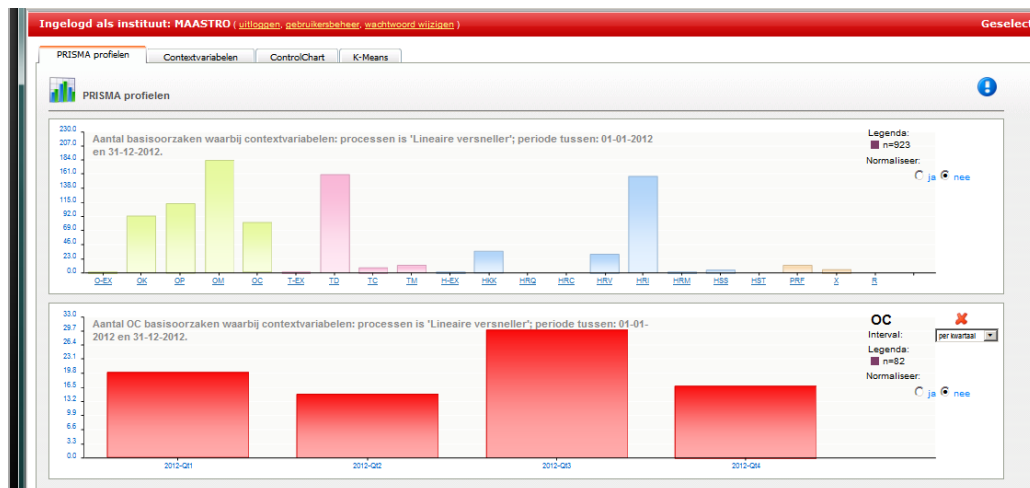 Ingelogd als instituut: MAASTRO ( uitloggen, gebruikersbeheer, wachtwoord wijzigen )
Geselect
PRISMA profielen
Contextvariabelen
ControlChart
K-Means
PRISMA profielen
Aantal basisoorzaken waarbij contextvariabelen: processen is 'Lineaire versneller'; periode tussen: 01-01-2012
en 31-12-2012.
Legenda:
n=923
Normaliseer:
ja nee
230.0
207.0
184.0
161.0
138.0
115.0
92.0
69.0
46.0
23.0
0.0
O-EX OK OP OM OC T-EX TD TC TM H-EX HKK HRQ HRC HRV HRI HRM HSS HST PRF X R
Aantal OC basisoorzaken waarbij contextvariabelen: processen is 'Lineaire versneller'; periode tussen: 01-01-
2012 en 31-12-2012.
OC
Interval:
per kwartaal
Legenda:
n=82
Normaliseer:
ja nee
33.0
29.7
26.4
23.1
19.8
16.5
13.2
9.9
6.6
3.3
0.0
2012-Qt1 2012-Qt2 2012-Qt3 2012-Qt4